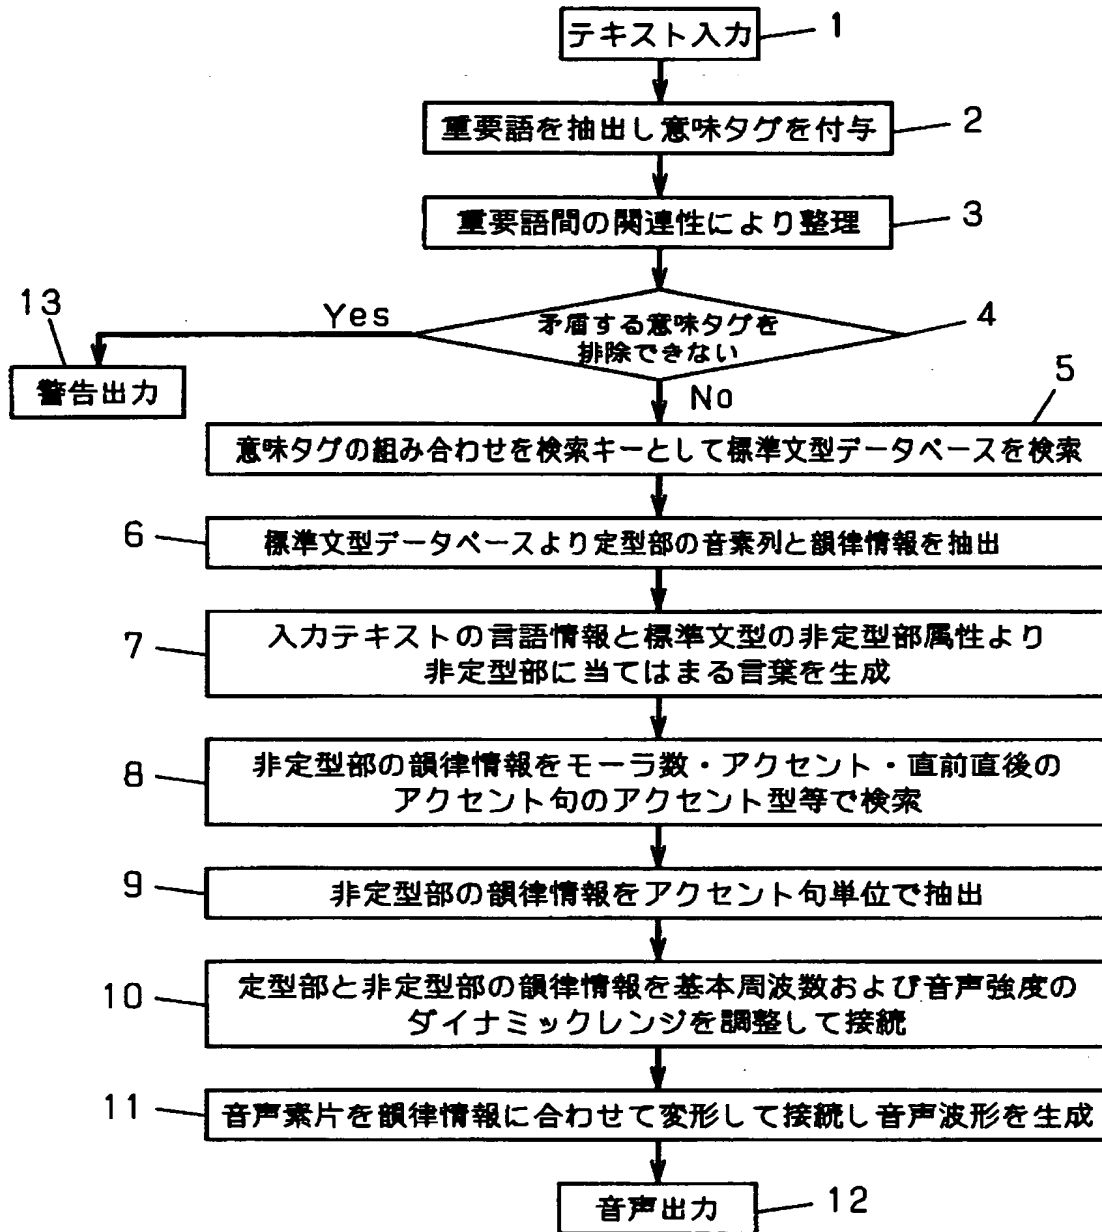 テキスト入力
1
重要語を抽出し意味タグを付与
2
重要語間の関連性により整理
3
13
Yes
矛盾する意味タグを
排除できない
4
警告出力
No
5
意味タグの組み合わせを検索キーとして標準文型データベースを検索
6
標準文型データベースより定型部の音素列と韻律情報を抽出
7
入力テキストの言語情報と標準文型の非定型部属性より
非定型部に当てはまる言葉を生成
8
非定型部の韻律情報をモーラ数・アクセント・直前直後の
アクセント句のアクセント型等で検索
9
非定型部の韻律情報をアクセント句単位で抽出
10
定型部と非定型部の韻律情報を基本周波数および音声強度の
ダイナミックレンジを調整して接続
11
音声素片を韻律情報に合わせて変形して接続し音声波形を生成
音声出力
12